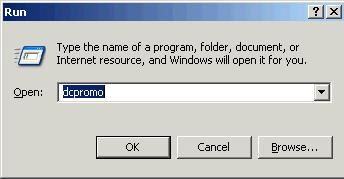 Run
Type the name of a program, folder, document, or
Internet resource, and Windows will open it for you.
Open: dcpromo
OK Cancel Browse...